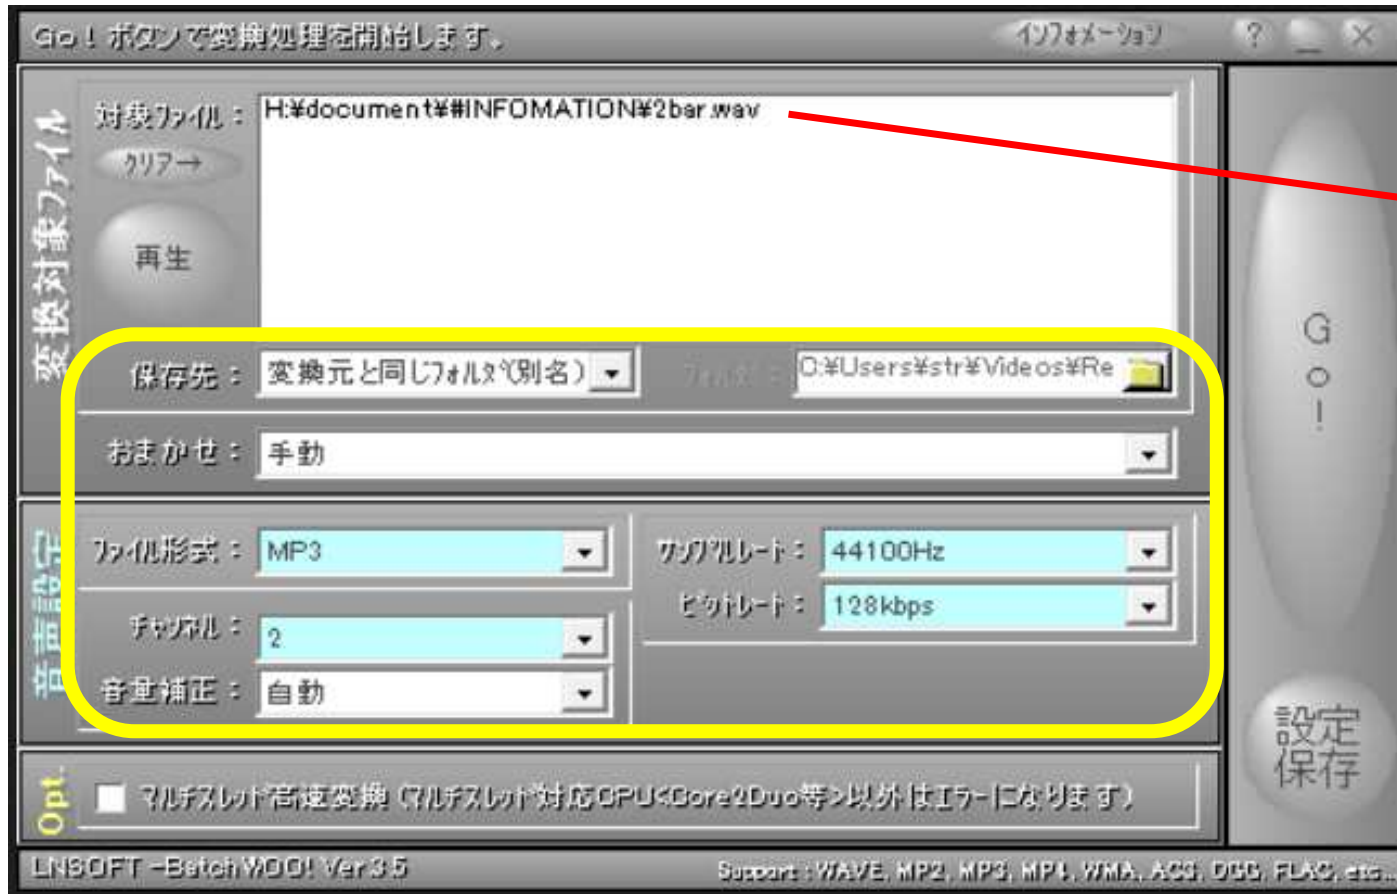 Go！ボタンで変換処理を開始します。
インフォメーション
? _ ×
変換対象ファイル
対象ファイル：
H:¥document¥#INFOMATION¥2bar.wav
クリア→
再生
保存先：
変換元と同じフォルダ(別名)
フォルダ：
C:¥Users¥str¥Videos¥Re
おまかせ：
手動
音声設定
ファイル形式：
MP3
サンプルレート：
44100Hz
チャンネル：
2
ビットレート：
128kbps
音量補正：
自動
Opt.
マルチスレッド高速変換（マルチスレッド対応CPU<Core2Duo等>以外はエラーになります）
Go!
設定
保存
LNSOFT -Batch WOO! Ver 3.5
Support : WAVE, MP2, MP3, MP4, WMA, AC3, OGG, FLAC, etc...